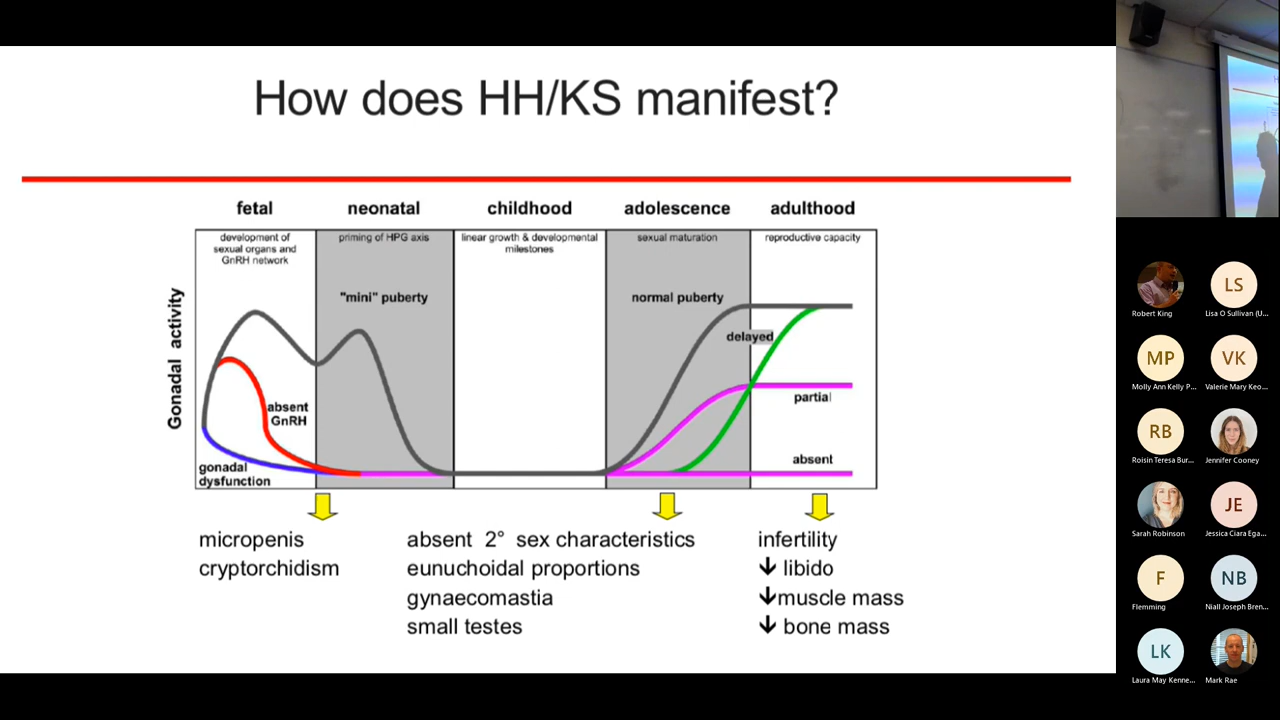 How does HH/KS manifest?
fetal
neonatal
childhood
adolescence
adulthood
development of
sexual organs and
GnRH network
priming of HPG axis
linear growth & developmental
milestones
sexual maturation
reproductive capacity
"mini" puberty
normal puberty
delayed
Gonadal activity
absent
GnRH
partial
absent
gonadal
dysfunction
micropenis
cryptorchidism
absent 2° sex characteristics
eunuchoidal proportions
gynaecomastia
small testes
infertility
↓ libido
↓muscle mass
↓ bone mass
Robert King
LS
Lisa O Sullivan (U...
MP
Molly Ann Kelly P...
VK
Valerie Mary Keo...
RB
Roisin Teresa Bur...
Jennifer Cooney
Sarah Robinson
JE
Jessica Ciara Ega...
F
Flemming
NB
Niall Joseph Bren...
LK
Laura May Kenne...
Mark Rae